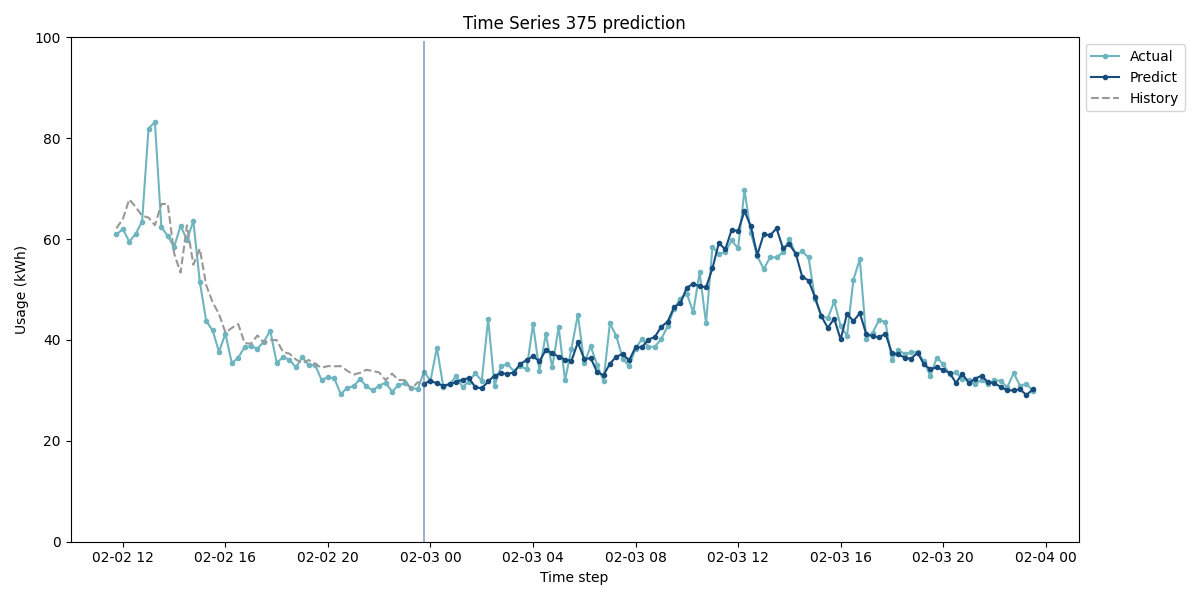 Time Series 375 prediction
Usage (kWh)
100
80
60
40
20
0
02-02 12
02-02 16
02-02 20
02-03 00
02-03 04
02-03 08
02-03 12
02-03 16
02-03 20
02-04 00
Time step
Actual
Predict
History